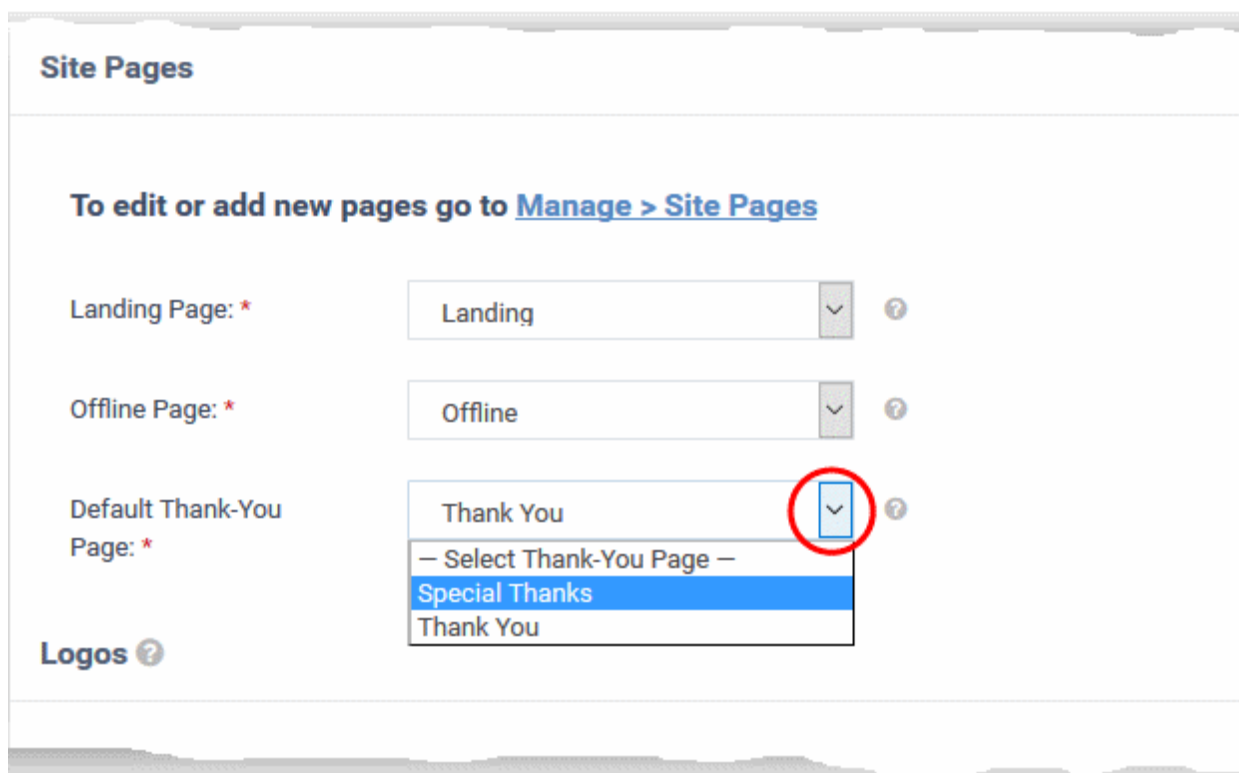 Site Pages
To edit or add new pages go to Manage > Site Pages
Landing Page: * Landing
Offline Page: * Offline
Default Thank-You
Page: *
Thank You
— Select Thank-You Page —
Special Thanks
Thank You
Logos